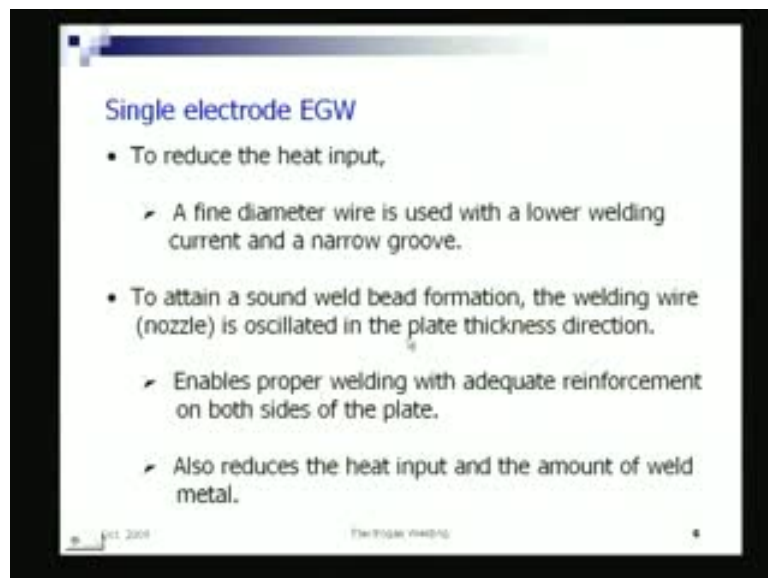 Single electrode EGW
• To reduce the heat input,
➢ A fine diameter wire is used with a lower welding
current and a narrow groove.
• To attain a sound weld bead formation, the welding wire
(nozzle) is oscillated in the plate thickness direction.
➢ Enables proper welding with adequate reinforcement
on both sides of the plate.
➢ Also reduces the heat input and the amount of weld
metal.
Welding
6